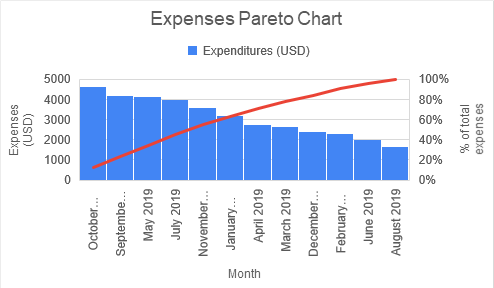 Expenses Pareto Chart
Expenditures (USD)
5000
4000
3000
2000
1000
0
Expenses
(USD)
100%
80%
60%
40%
20%
0%
% of total
expenses
October…
Septembe…
May 2019
July 2019
November…
January…
April 2019
March 2019
December…
February…
June 2019
August 2019
Month